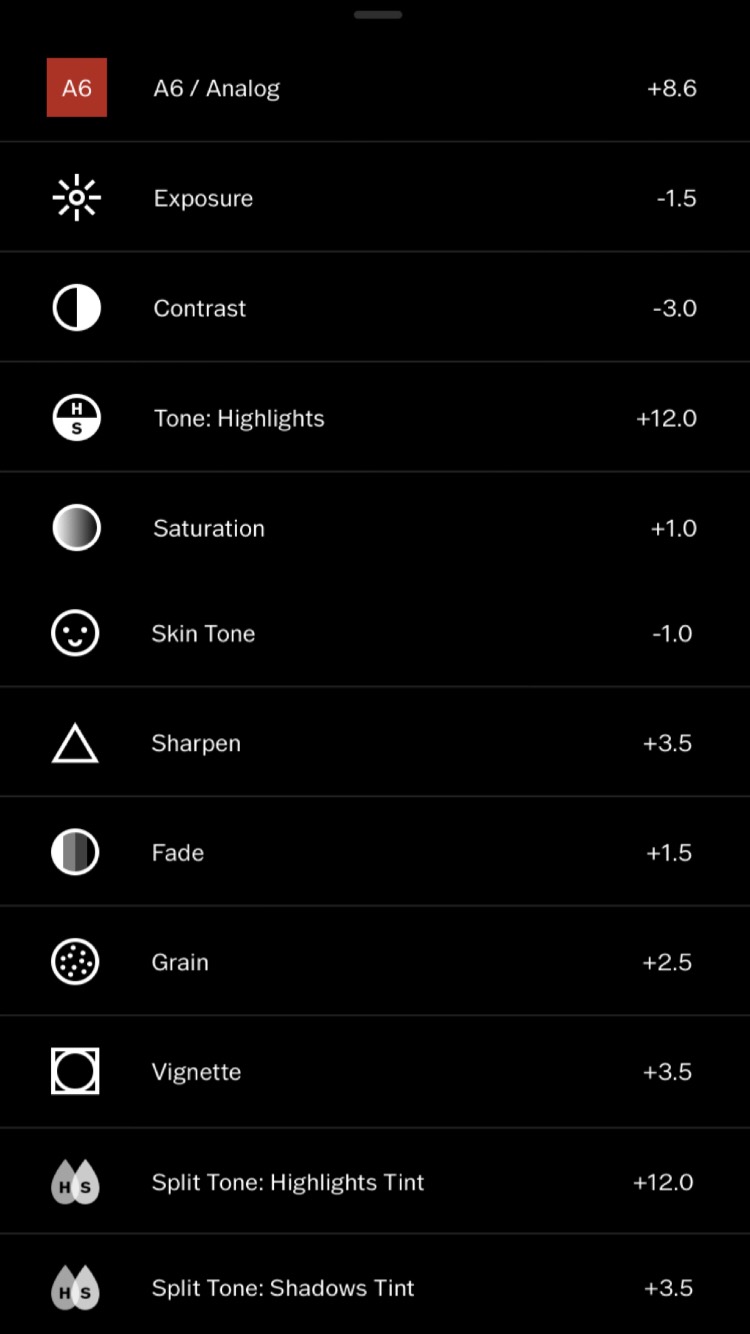 A6 A6 / Analog +8.6
Exposure -1.5
Contrast -3.0
H
S
Tone: Highlights +12.0
Saturation +1.0
Skin Tone -1.0
Sharpen +3.5
Fade +1.5
Grain +2.5
Vignette +3.5
H S Split Tone: Highlights Tint +12.0
H S Split Tone: Shadows Tint +3.5